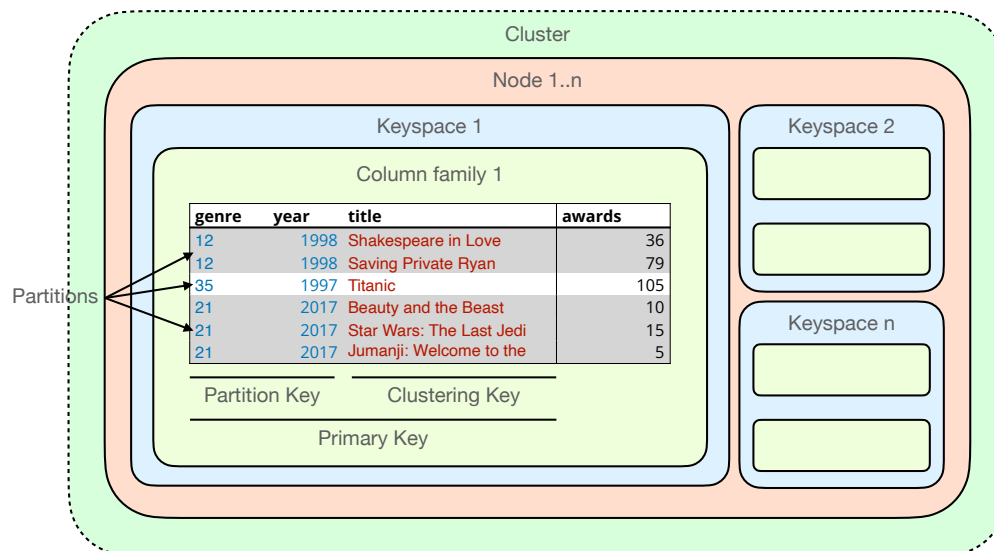 Cluster
Node 1..n
Keyspace 1
Keyspace 2
Column family 1
genre year title awards
12 1998 Shakespeare in Love 36
12 1998 Saving Private Ryan 79
35 1997 Titanic 105
Partitions
21 2017 Beauty and the Beast 10
21 2017 Star Wars: The Last Jedi 15
21 2017 Jumanji: Welcome to the 5
Keyspace n
Partition Key Clustering Key
Primary Key